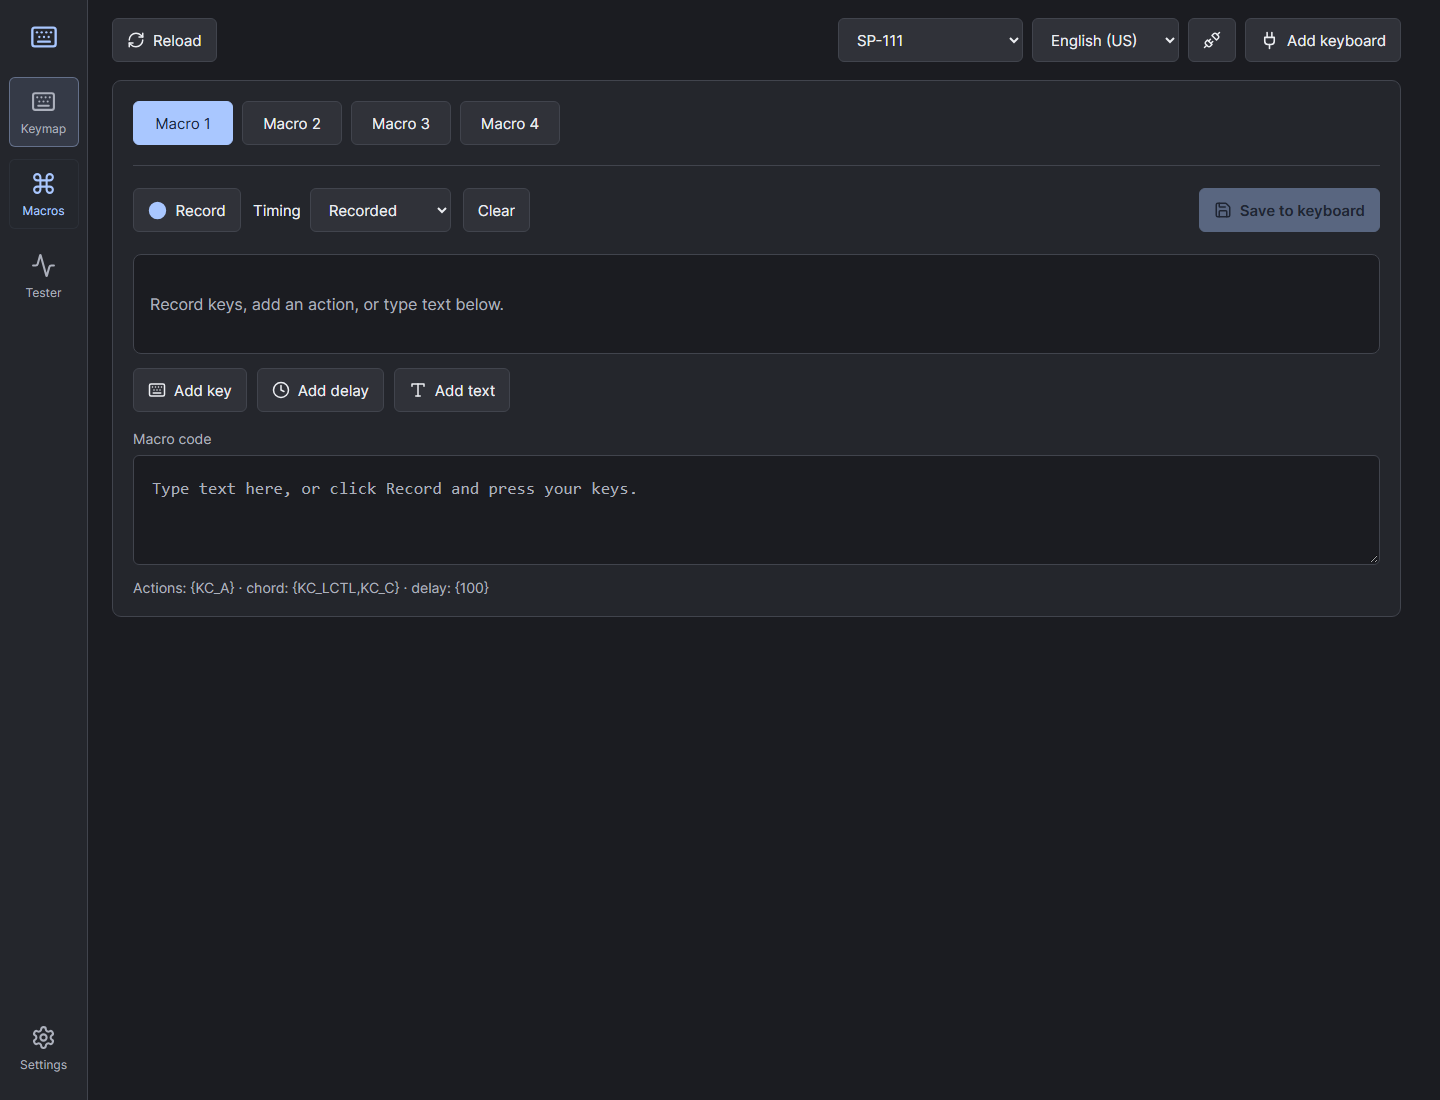 Reload
SP-111
English (US)
Add keyboard
Keymap
Macros
Tester
Settings
Macro 1
Macro 2
Macro 3
Macro 4
Record
Timing
Recorded
Clear
Save to keyboard
Record keys, add an action, or type text below.
Add key
Add delay
Add text
Macro code
Type text here, or click Record and press your keys.
Actions: {KC_A} · chord: {KC_LCTL,KC_C} · delay: {100}